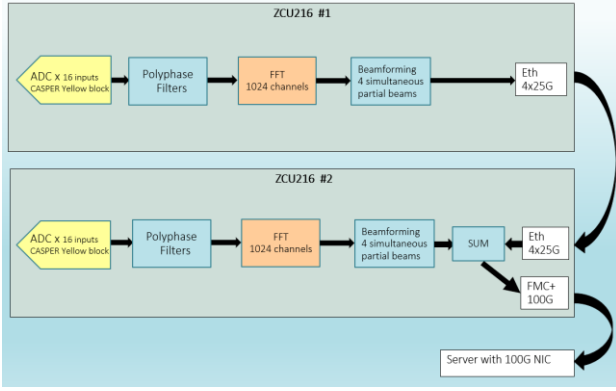 ZCU216 #1
ADC x 16 inputs
CASPER Yellow block
Polyphase
Filters
FFT
1024 channels
Beamforming
4 simultaneous
partial beams
Eth
4x25G
ZCU216 #2
ADC x 16 inputs
CASPER Yellow block
Polyphase
Filters
FFT
1024 channels
Beamforming
4 simultaneous
partial beams
SUM
Eth
4x25G
FMC+
100G
Server with 100G NIC